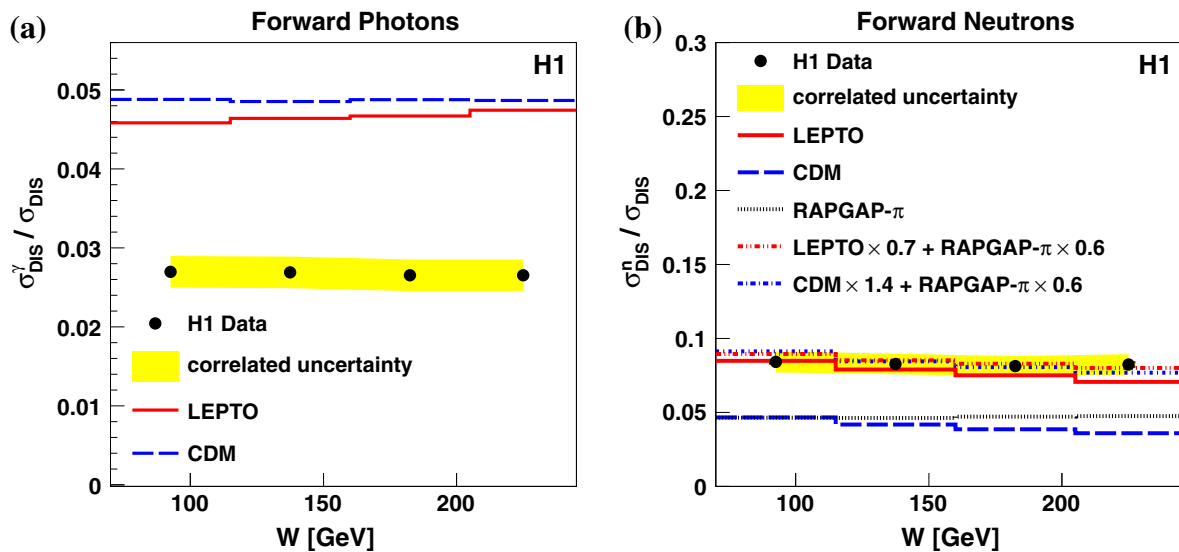 (a)
Forward Photons
H1
σ^γ_DIS / σ_DIS
0.05
0.04
0.03
0.02
0.01
0
H1 Data
correlated uncertainty
LEPTO
CDM
100
150
200
W [GeV]
(b)
Forward Neutrons
H1
σ^n_DIS / σ_DIS
0.3
0.25
0.2
0.15
0.1
0.05
0
H1 Data
correlated uncertainty
LEPTO
CDM
RAPGAP-π
LEPTO × 0.7 + RAPGAP-π × 0.6
CDM × 1.4 + RAPGAP-π × 0.6
100
150
200
W [GeV]